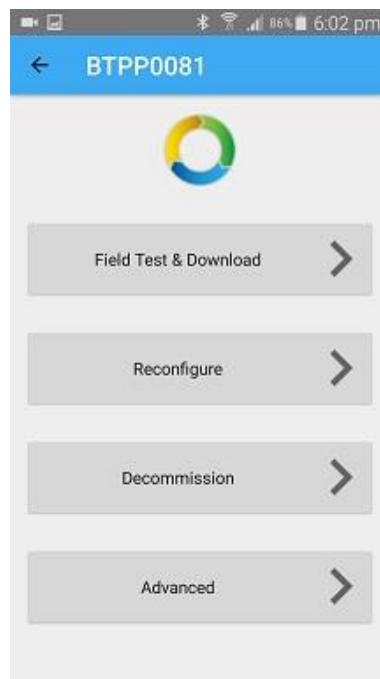 86% 6:02 pm
BTPP0081
Field Test & Download
Reconfigure
Decommission
Advanced